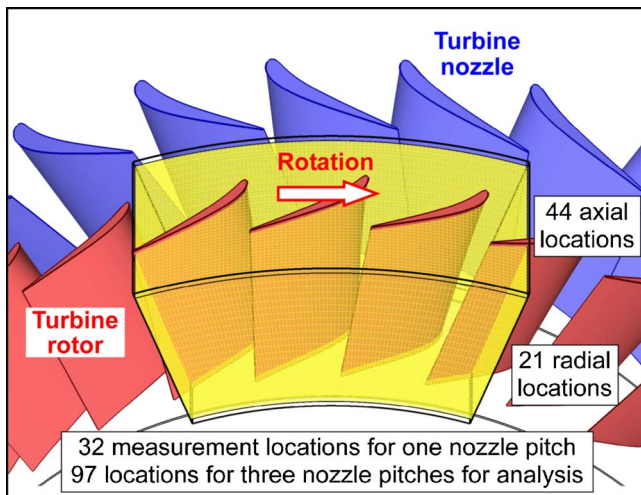 Turbine
nozzle
Rotation
44 axial
locations
Turbine
rotor
21 radial
locations
32 measurement locations for one nozzle pitch
97 locations for three nozzle pitches for analysis